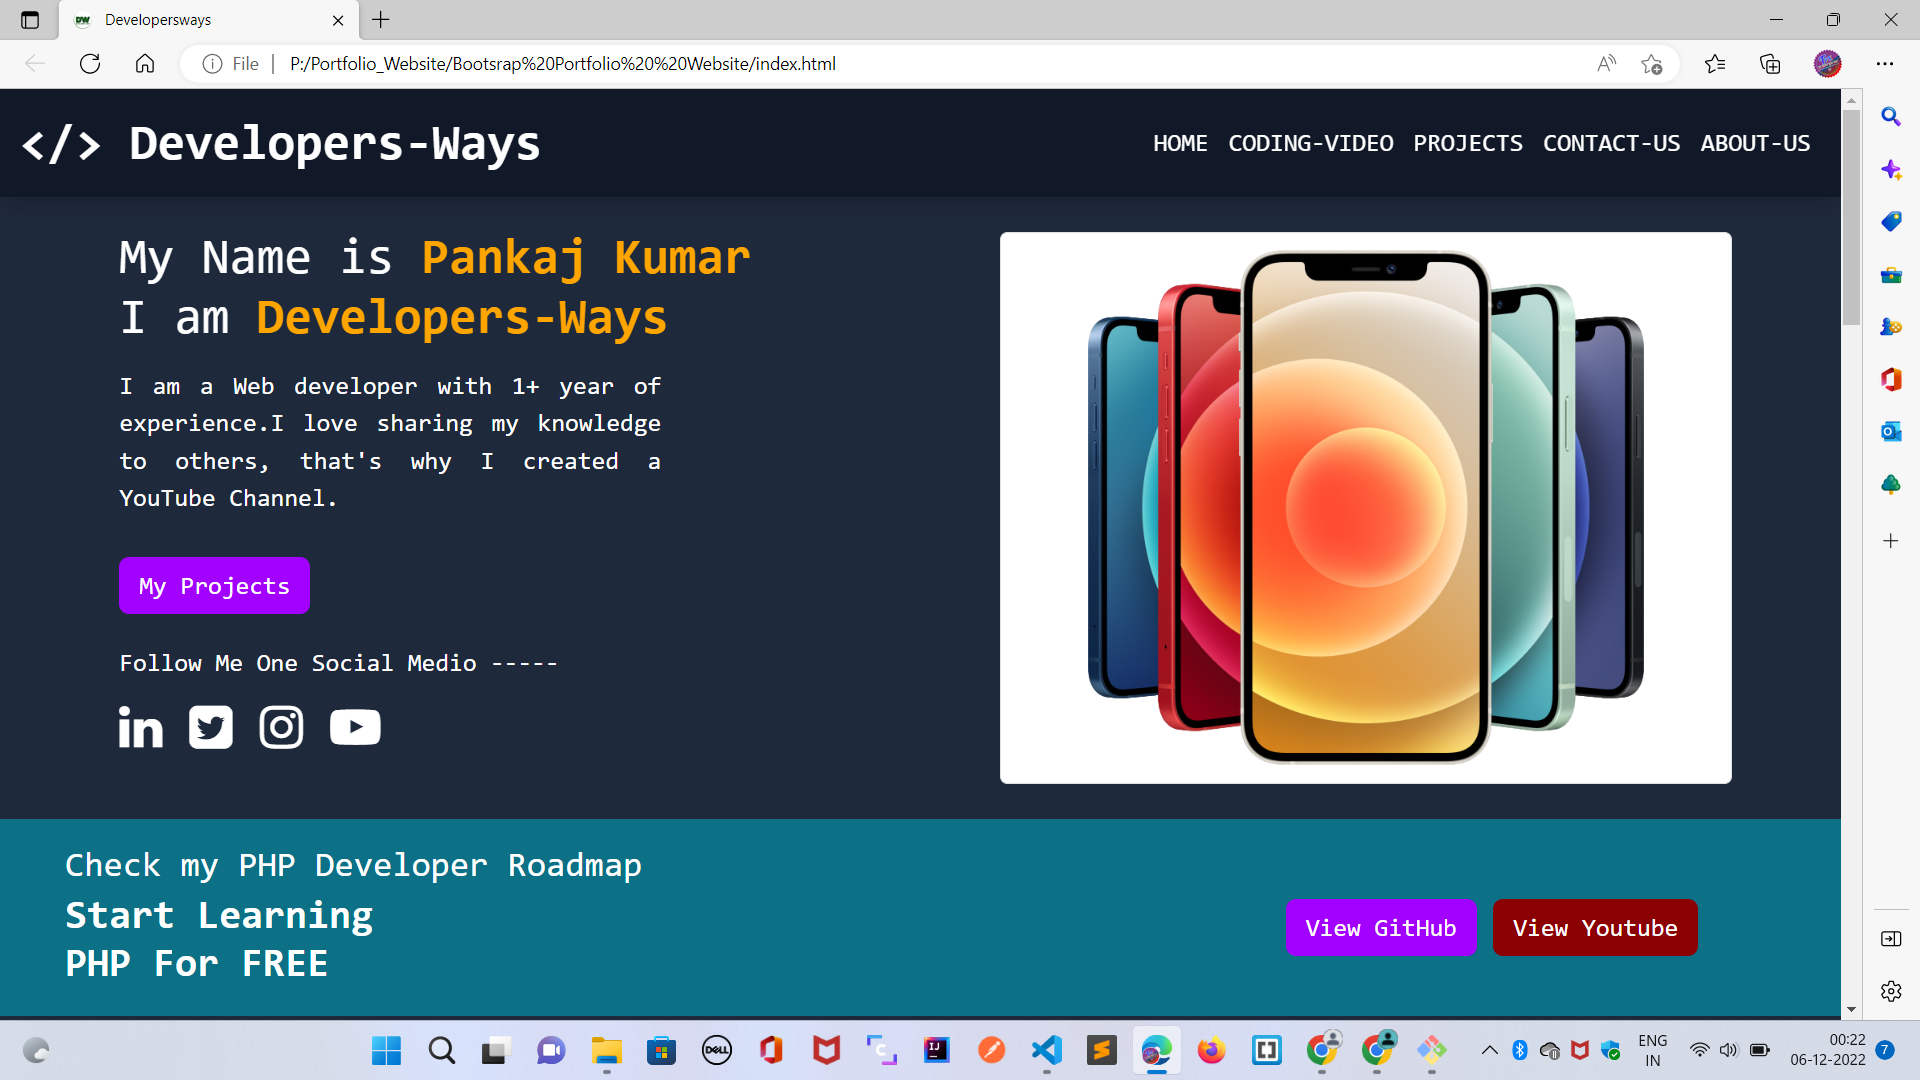 Developersways
File
P:/Portfolio_Website/Bootsrap%20Portfolio%20%20Website/index.html
</> Developers-Ways
HOME CODING-VIDEO PROJECTS CONTACT-US ABOUT-US
My Name is Pankaj Kumar
I am Developers-Ways
I am a Web developer with 1+ year of
experience.I love sharing my knowledge
to others, that's why I created a
YouTube Channel.
My Projects
Follow Me One Social Medio -----
Check my PHP Developer Roadmap
Start Learning
PHP For FREE
View GitHub
View Youtube
DELL
IJ
ENG
IN
00:22
06-12-2022
7